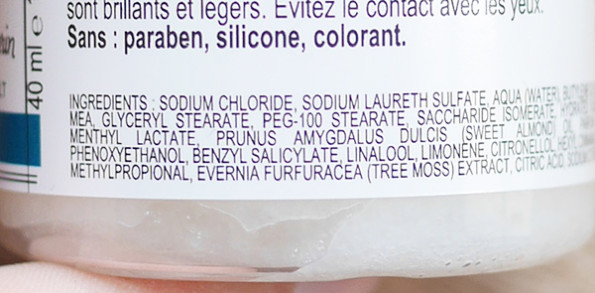 sont brillants et légers. Évitez le contact avec les yeux.
Sans : paraben, silicone, colorant.
40 ml e
INGREDIENTS : SODIUM CHLORIDE, SODIUM LAURETH SULFATE, AQUA (WATER),
MEA, GLYCERYL STEARATE, PEG-100 STEARATE, SACCHARIDE ISOMERATE,
MENTHYL LACTATE, PRUNUS AMYGDALUS DULCIS (SWEET ALMOND) OIL,
PHENOXYETHANOL, BENZYL SALICYLATE, LINALOOL, LIMONENE, CITRONELLOL,
METHYLPROPIONAL, EVERNIA FURFURACEA (TREE MOSS) EXTRACT, CITRIC ACID,